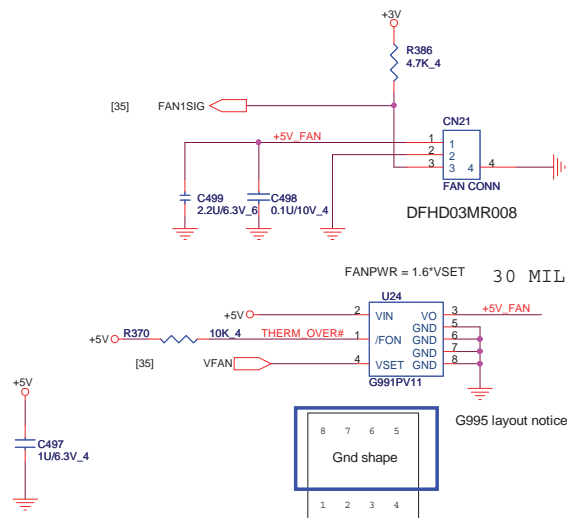 +3V
R386
4.7K_4
[35] FAN1SIG
CN21
+5V_FAN
1 1
2 2
3 3 4 4
FAN CONN
C499
2.2U/6.3V_6
C498
0.1U/10V_4
DFHD03MR008
FANPWR = 1.6*VSET 30 MIL
U24
+5V 2 VIN VO 3 +5V_FAN
GND 5
+5V R370 10K_4 THERM_OVER# 1 /FON GND 6
GND 7
[35] VFAN 4 VSET GND 8
G991PV11
+5V
C497
1U/6.3V_4
G995 layout notice
8 7 6 5
Gnd shape
1 2 3 4